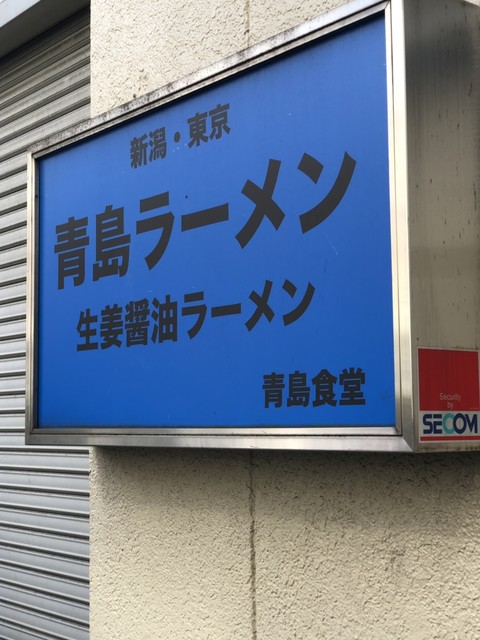 新潟・東京
青島ラーメン
生姜醤油ラーメン
青島食堂
Security
by
SECOM